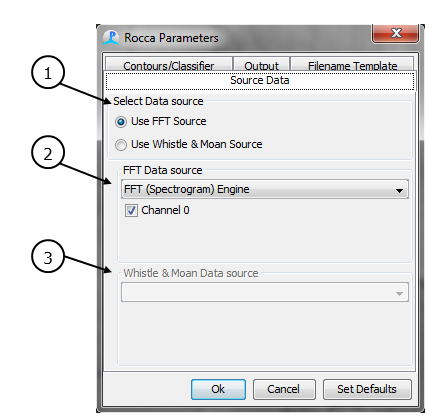 Rocca Parameters
Contours/Classifier Output Filename Template
Source Data
1
Select Data source
Use FFT Source
Use Whistle & Moan Source
2
FFT Data source
FFT (Spectrogram) Engine
Channel 0
3
Whistle & Moan Data source
Ok Cancel Set Defaults